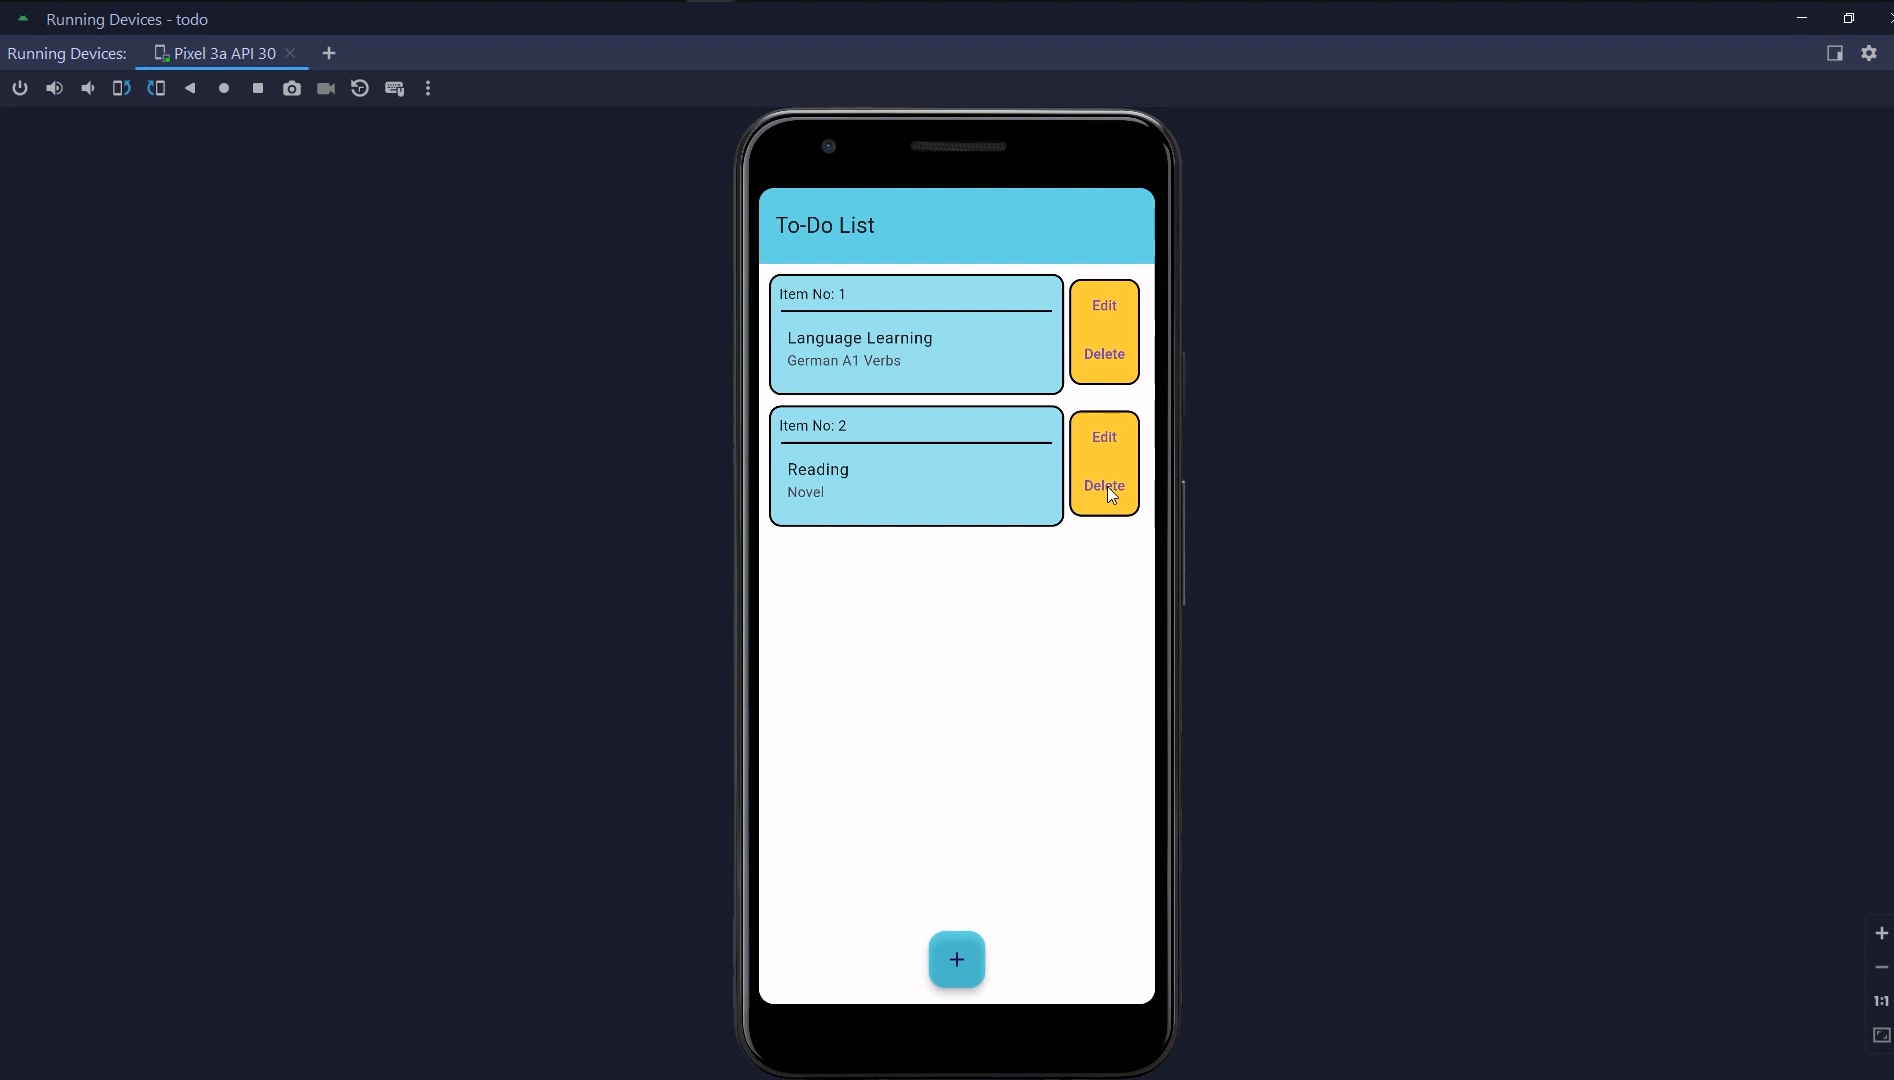 Running Devices - todo
Running Devices:
Pixel 3a API 30
To-Do List
Item No: 1
Language Learning
German A1 Verbs
Edit
Delete
Item No: 2
Reading
Novel
Edit
Delete
+
1:1